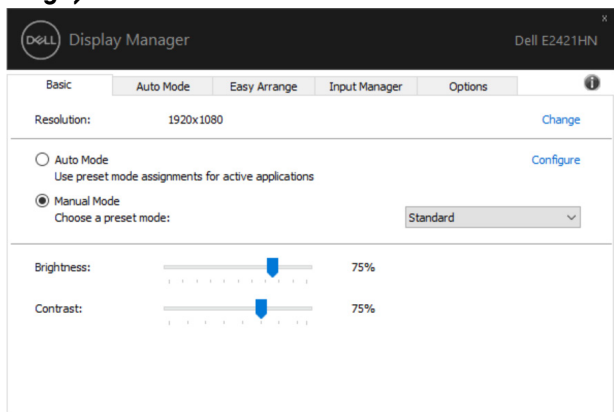 DELL Display Manager
Dell E2421HN
Basic Auto Mode Easy Arrange Input Manager Options
Resolution: 1920x1080 Change
Auto Mode Configure
Use preset mode assignments for active applications
Manual Mode
Choose a preset mode: Standard
Brightness: 75%
Contrast: 75%